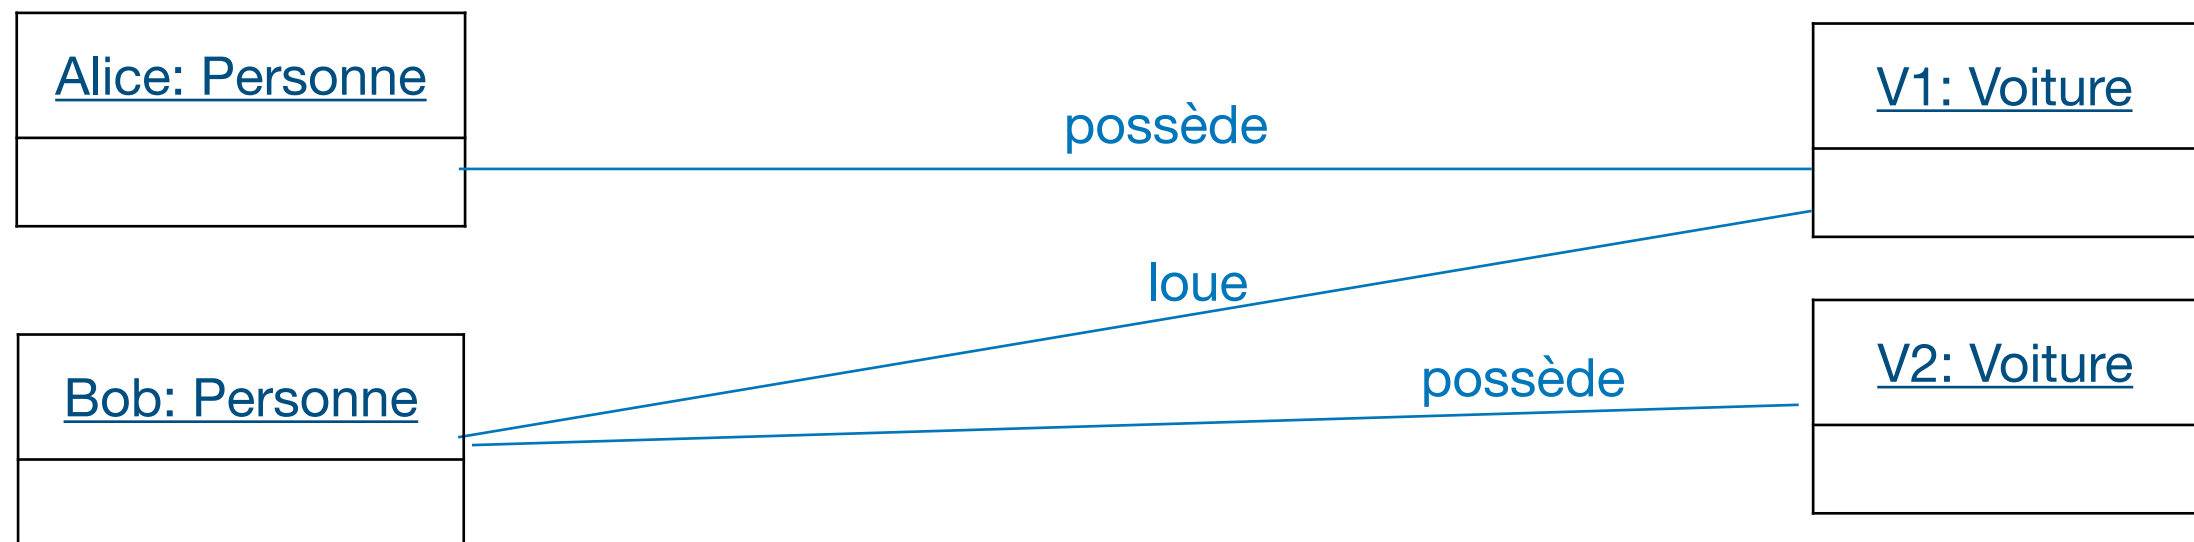 Alice: Personne
V1: Voiture
possède
loue
Bob: Personne
possède
V2: Voiture